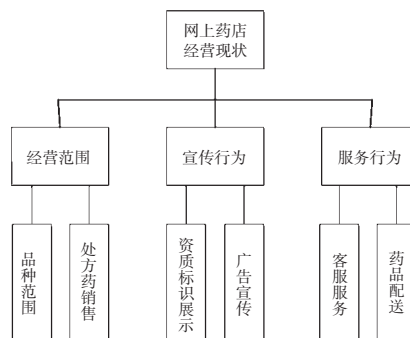 网上药店
经营现状
经营范围
宣传行为
服务行为
品种范围
处方药销售
资质标识展示
广告宣传
客服服务
药品配送